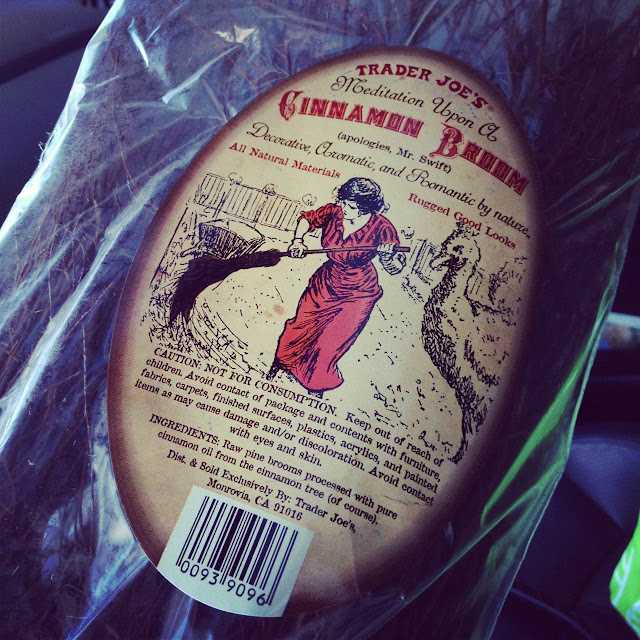 TRADER JOE'S®
Meditation Upon A
CINNAMON BROOM
(apologies, Mr. Swift)
Decorative, Aromatic, and Romantic by nature.
All Natural Materials
Rugged Good Looks
CAUTION: NOT FOR CONSUMPTION. Keep out of reach of
children. Avoid contact of package and contents with furniture,
fabrics, carpets, finished surfaces, plastics, acrylics, and painted
items as may cause damage and/or discoloration. Avoid contact
with eyes and skin.
INGREDIENTS: Raw pine brooms processed with pure
cinnamon oil from the cinnamon tree (of course).
Dist. & Sold Exclusively By: Trader Joe's,
Monrovia, CA 91016
0093 9096